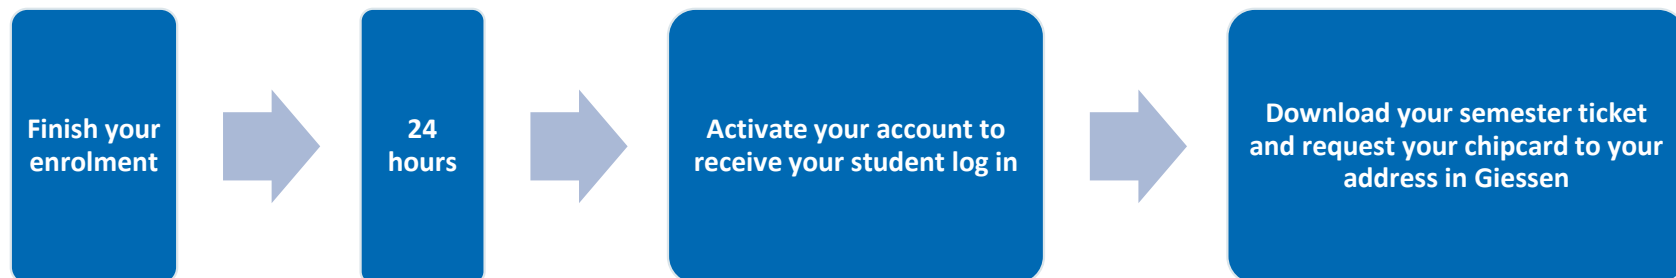 Finish your
enrolment
24
hours
Activate your account to
receive your student log in
Download your semester ticket
and request your chipcard to your
address in Giessen